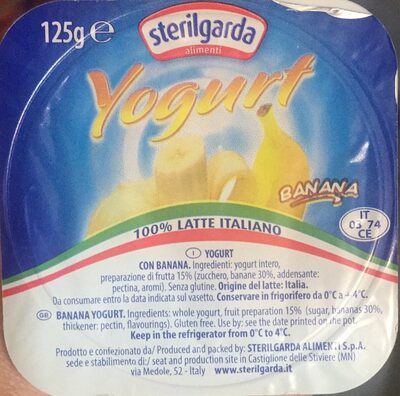 125g e
sterilgarda
alimenti
Yogurt
BANANA
100% LATTE ITALIANO
IT
03 74
CE
I YOGURT
CON BANANA. Ingredienti: yogurt intero,
preparazione di frutta 15% (zucchero, banane 30%, addensante:
pectina, aromi). Senza glutine. Origine del latte: Italia.
Da consumare entro la data indicata sul vasetto. Conservare in frigorifero da 0°C a + 4°C.
GB BANANA YOGURT. Ingredients: whole yogurt, fruit preparation 15% (sugar, bananas 30%,
thickener: pectin, flavourings). Gluten free. Use by: see the date printed on the pot.
Keep in the refrigerator from 0°C to 4°C.
Prodotto e confezionato da/ Produced and packed by: STERILGARDA ALIMENTI S.p.A.
sede e stabilimento di:/ seat and production site in Castiglione delle Stiviere (MN)
via Medole, 52 - Italy www.sterilgarda.it